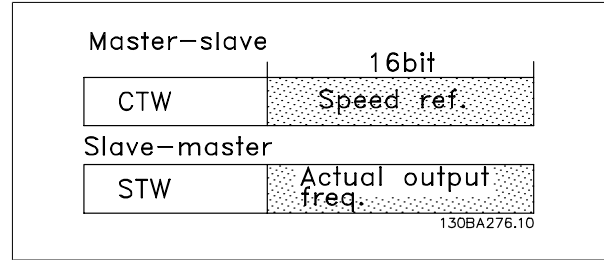 Master-slave
16bit
CTW
Speed ref.
Slave-master
STW
Actual output
freq.
130BA276.10